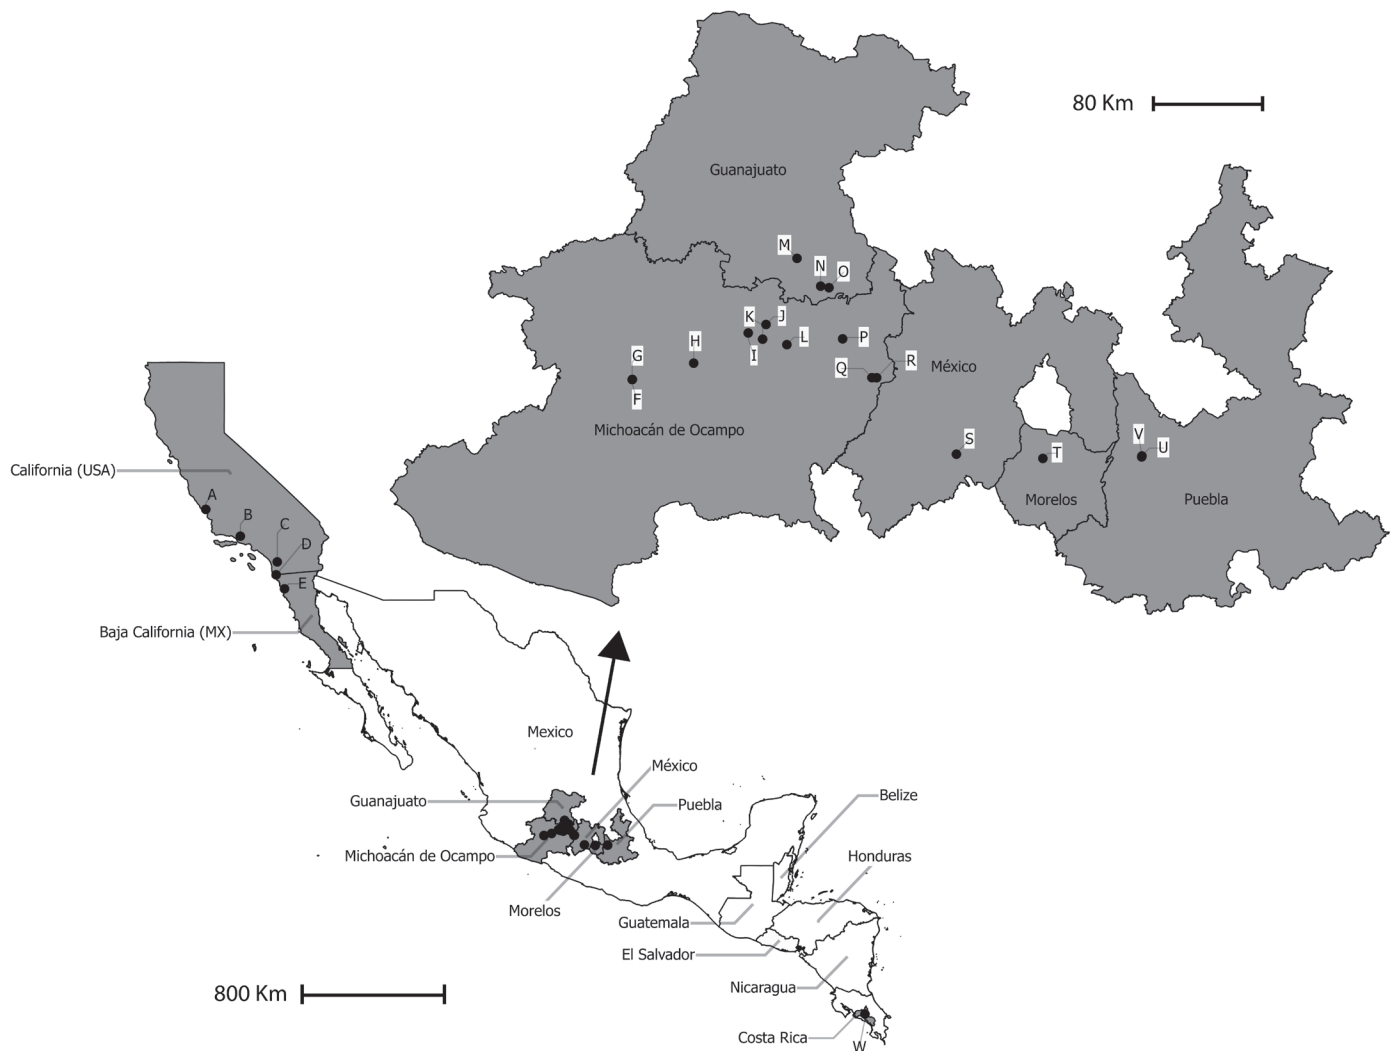 80 Km
Guanajuato
M
N
O
K
J
H
I
L
P
G
Q
R
México
F
Michoacán de Ocampo
S
T
V
U
Morelos
Puebla
California (USA)
A
B
C
D
E
Baja California (MX)
Mexico
México
Guanajuato
Puebla
Belize
Michoacán de Ocampo
Honduras
Morelos
Guatemala
El Salvador
Nicaragua
800 Km
Costa Rica
W